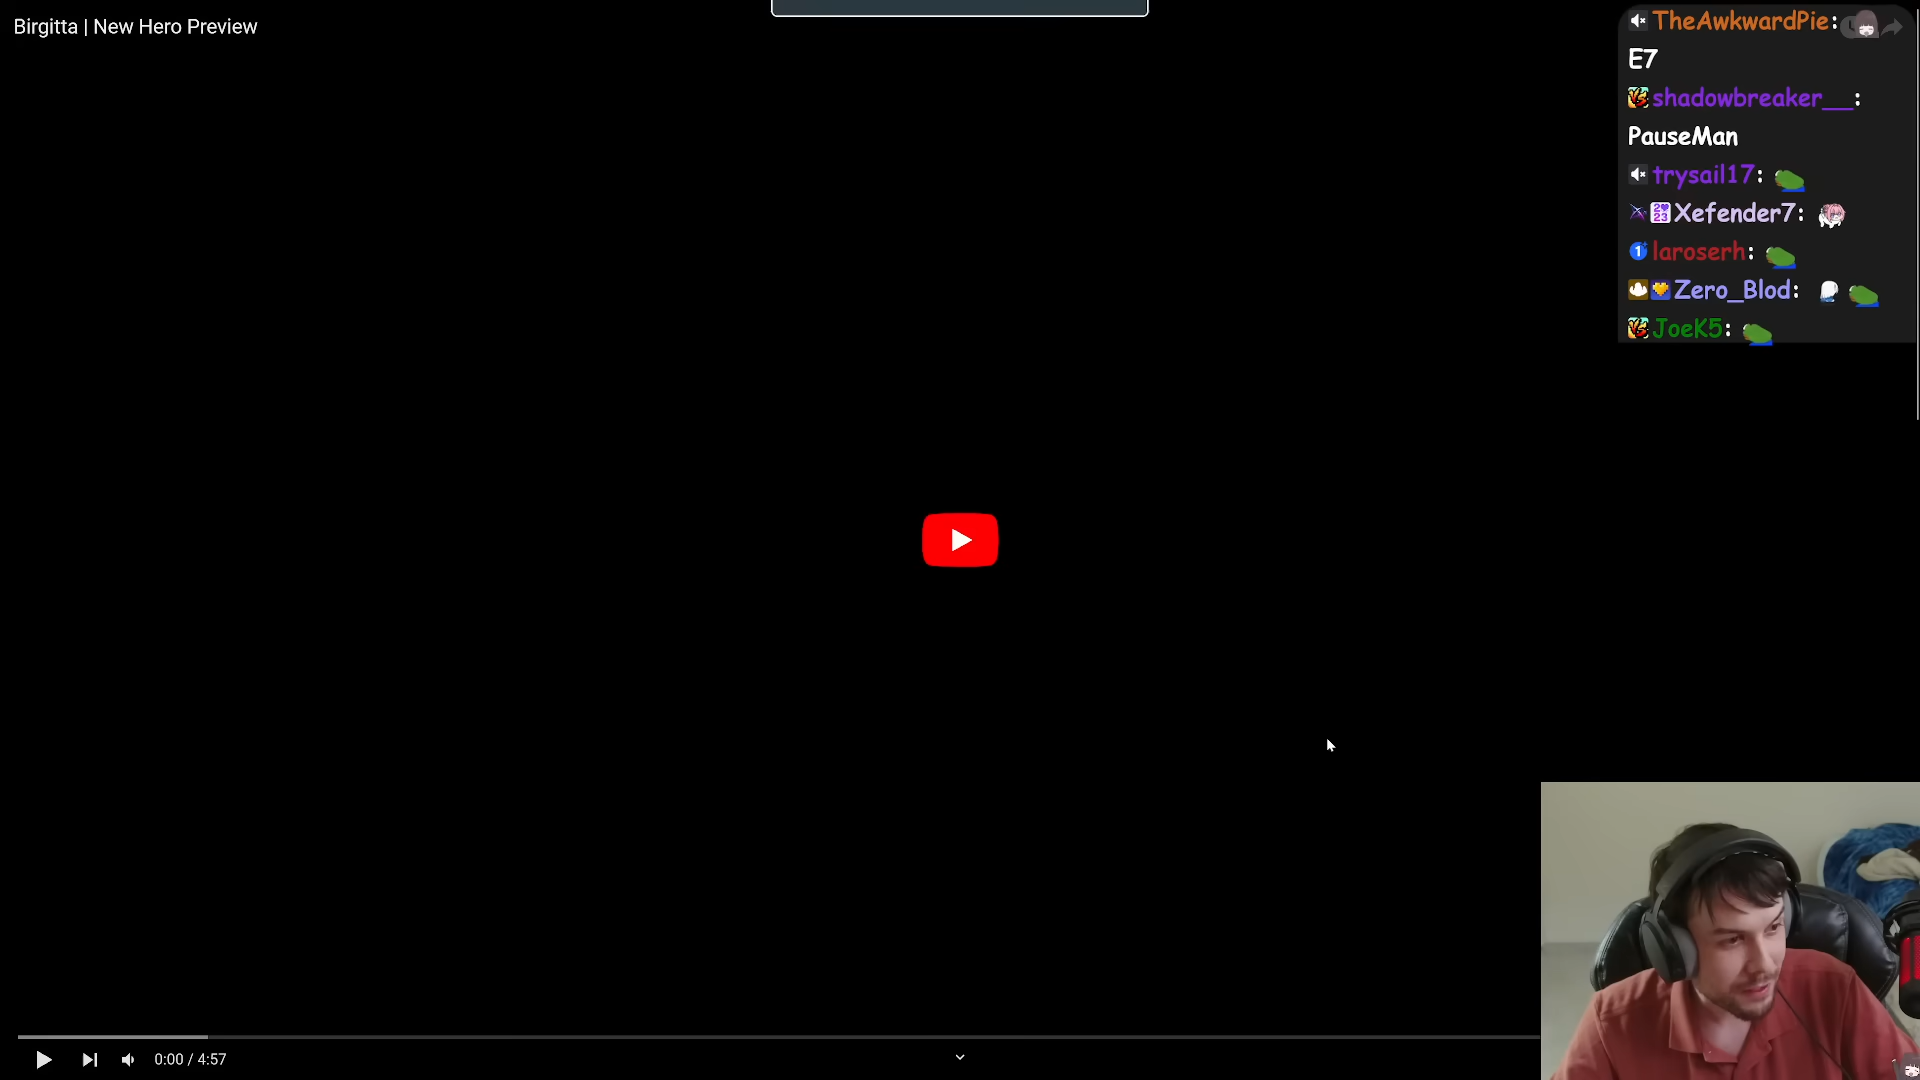 Birgitta | New Hero Preview
TheAwkwardPie:
E7
shadowbreaker__:
PauseMan
trysail17:
Xefender7:
laroserh:
Zero_Blod:
JoeK5:
0:00 / 4:57